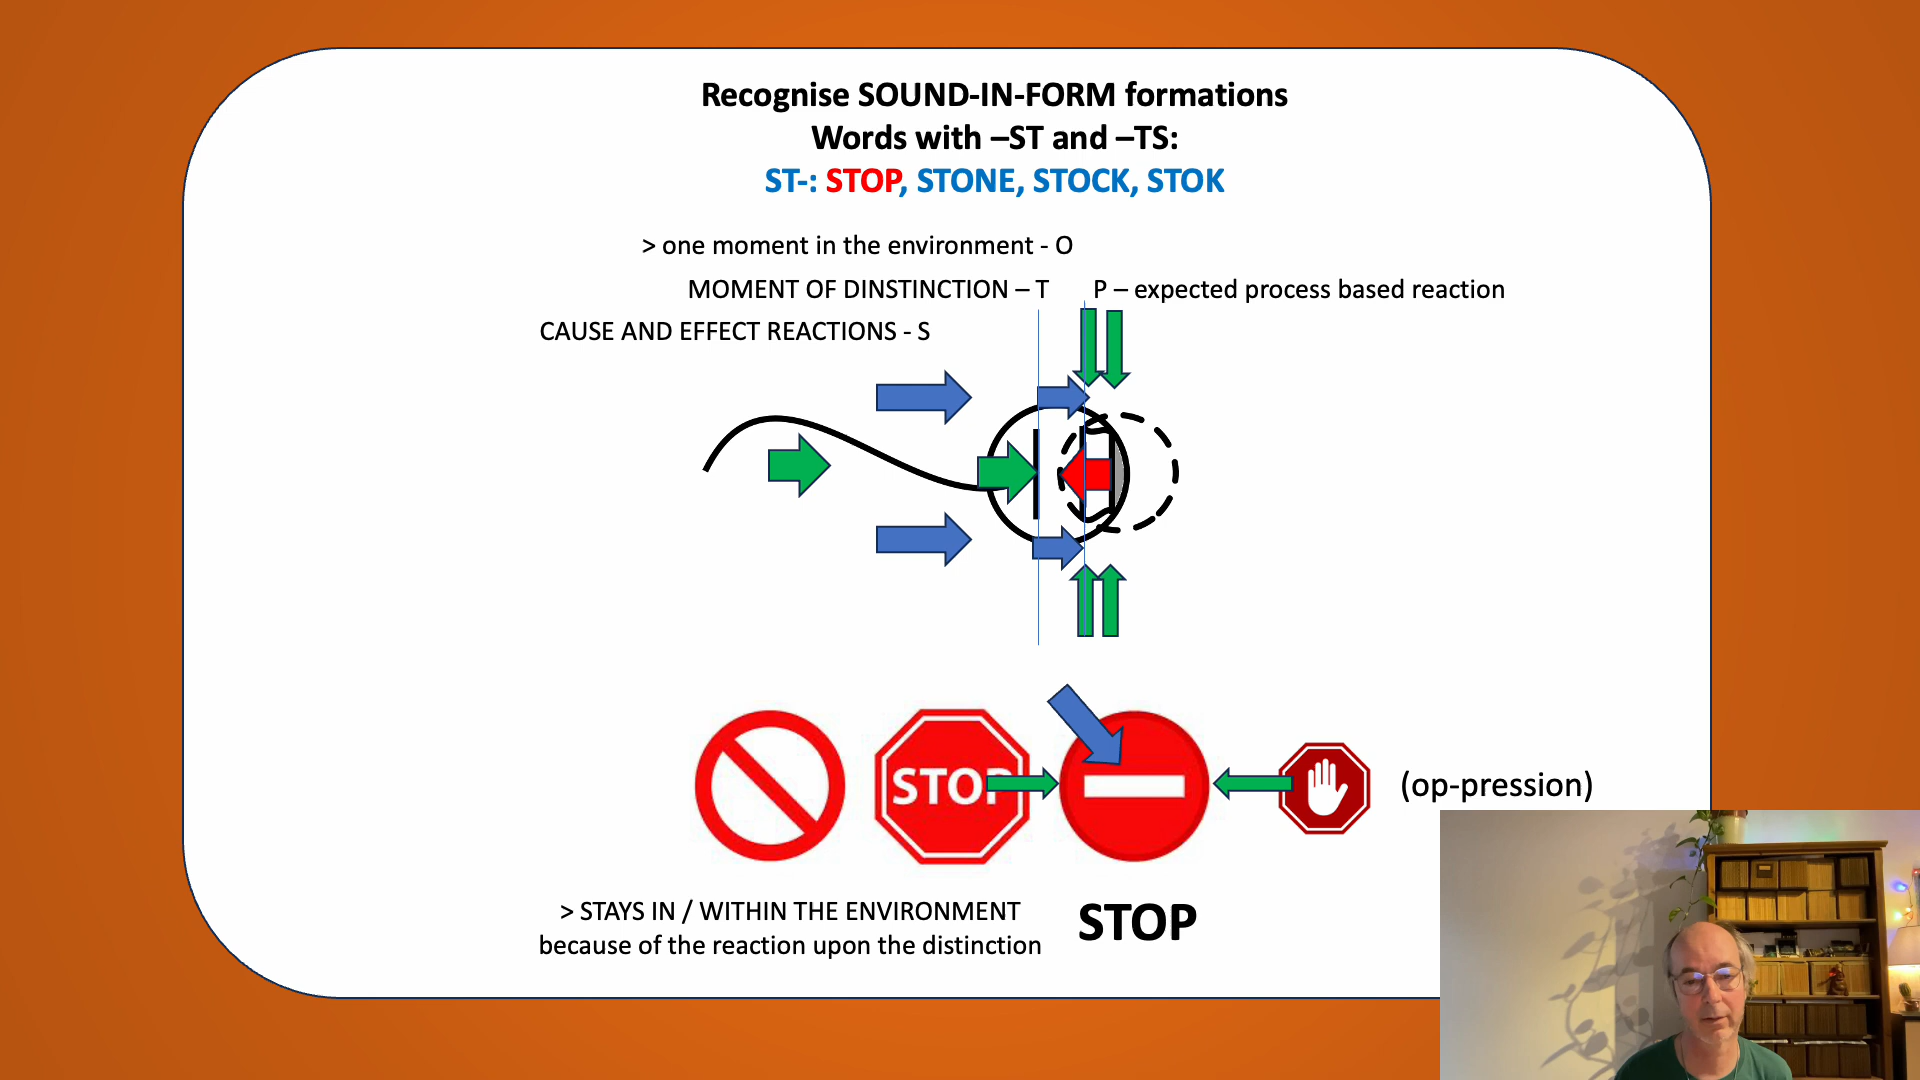 Recognise SOUND-IN-FORM formations
Words with –ST and –TS:
ST-: STOP, STONE, STOCK, STOK
> one moment in the environment - O
MOMENT OF DINSTINCTION – T
P – expected process based reaction
CAUSE AND EFFECT REACTIONS - S
STOP
(op-pression)
> STAYS IN / WITHIN THE ENVIRONMENT
because of the reaction upon the distinction
STOP